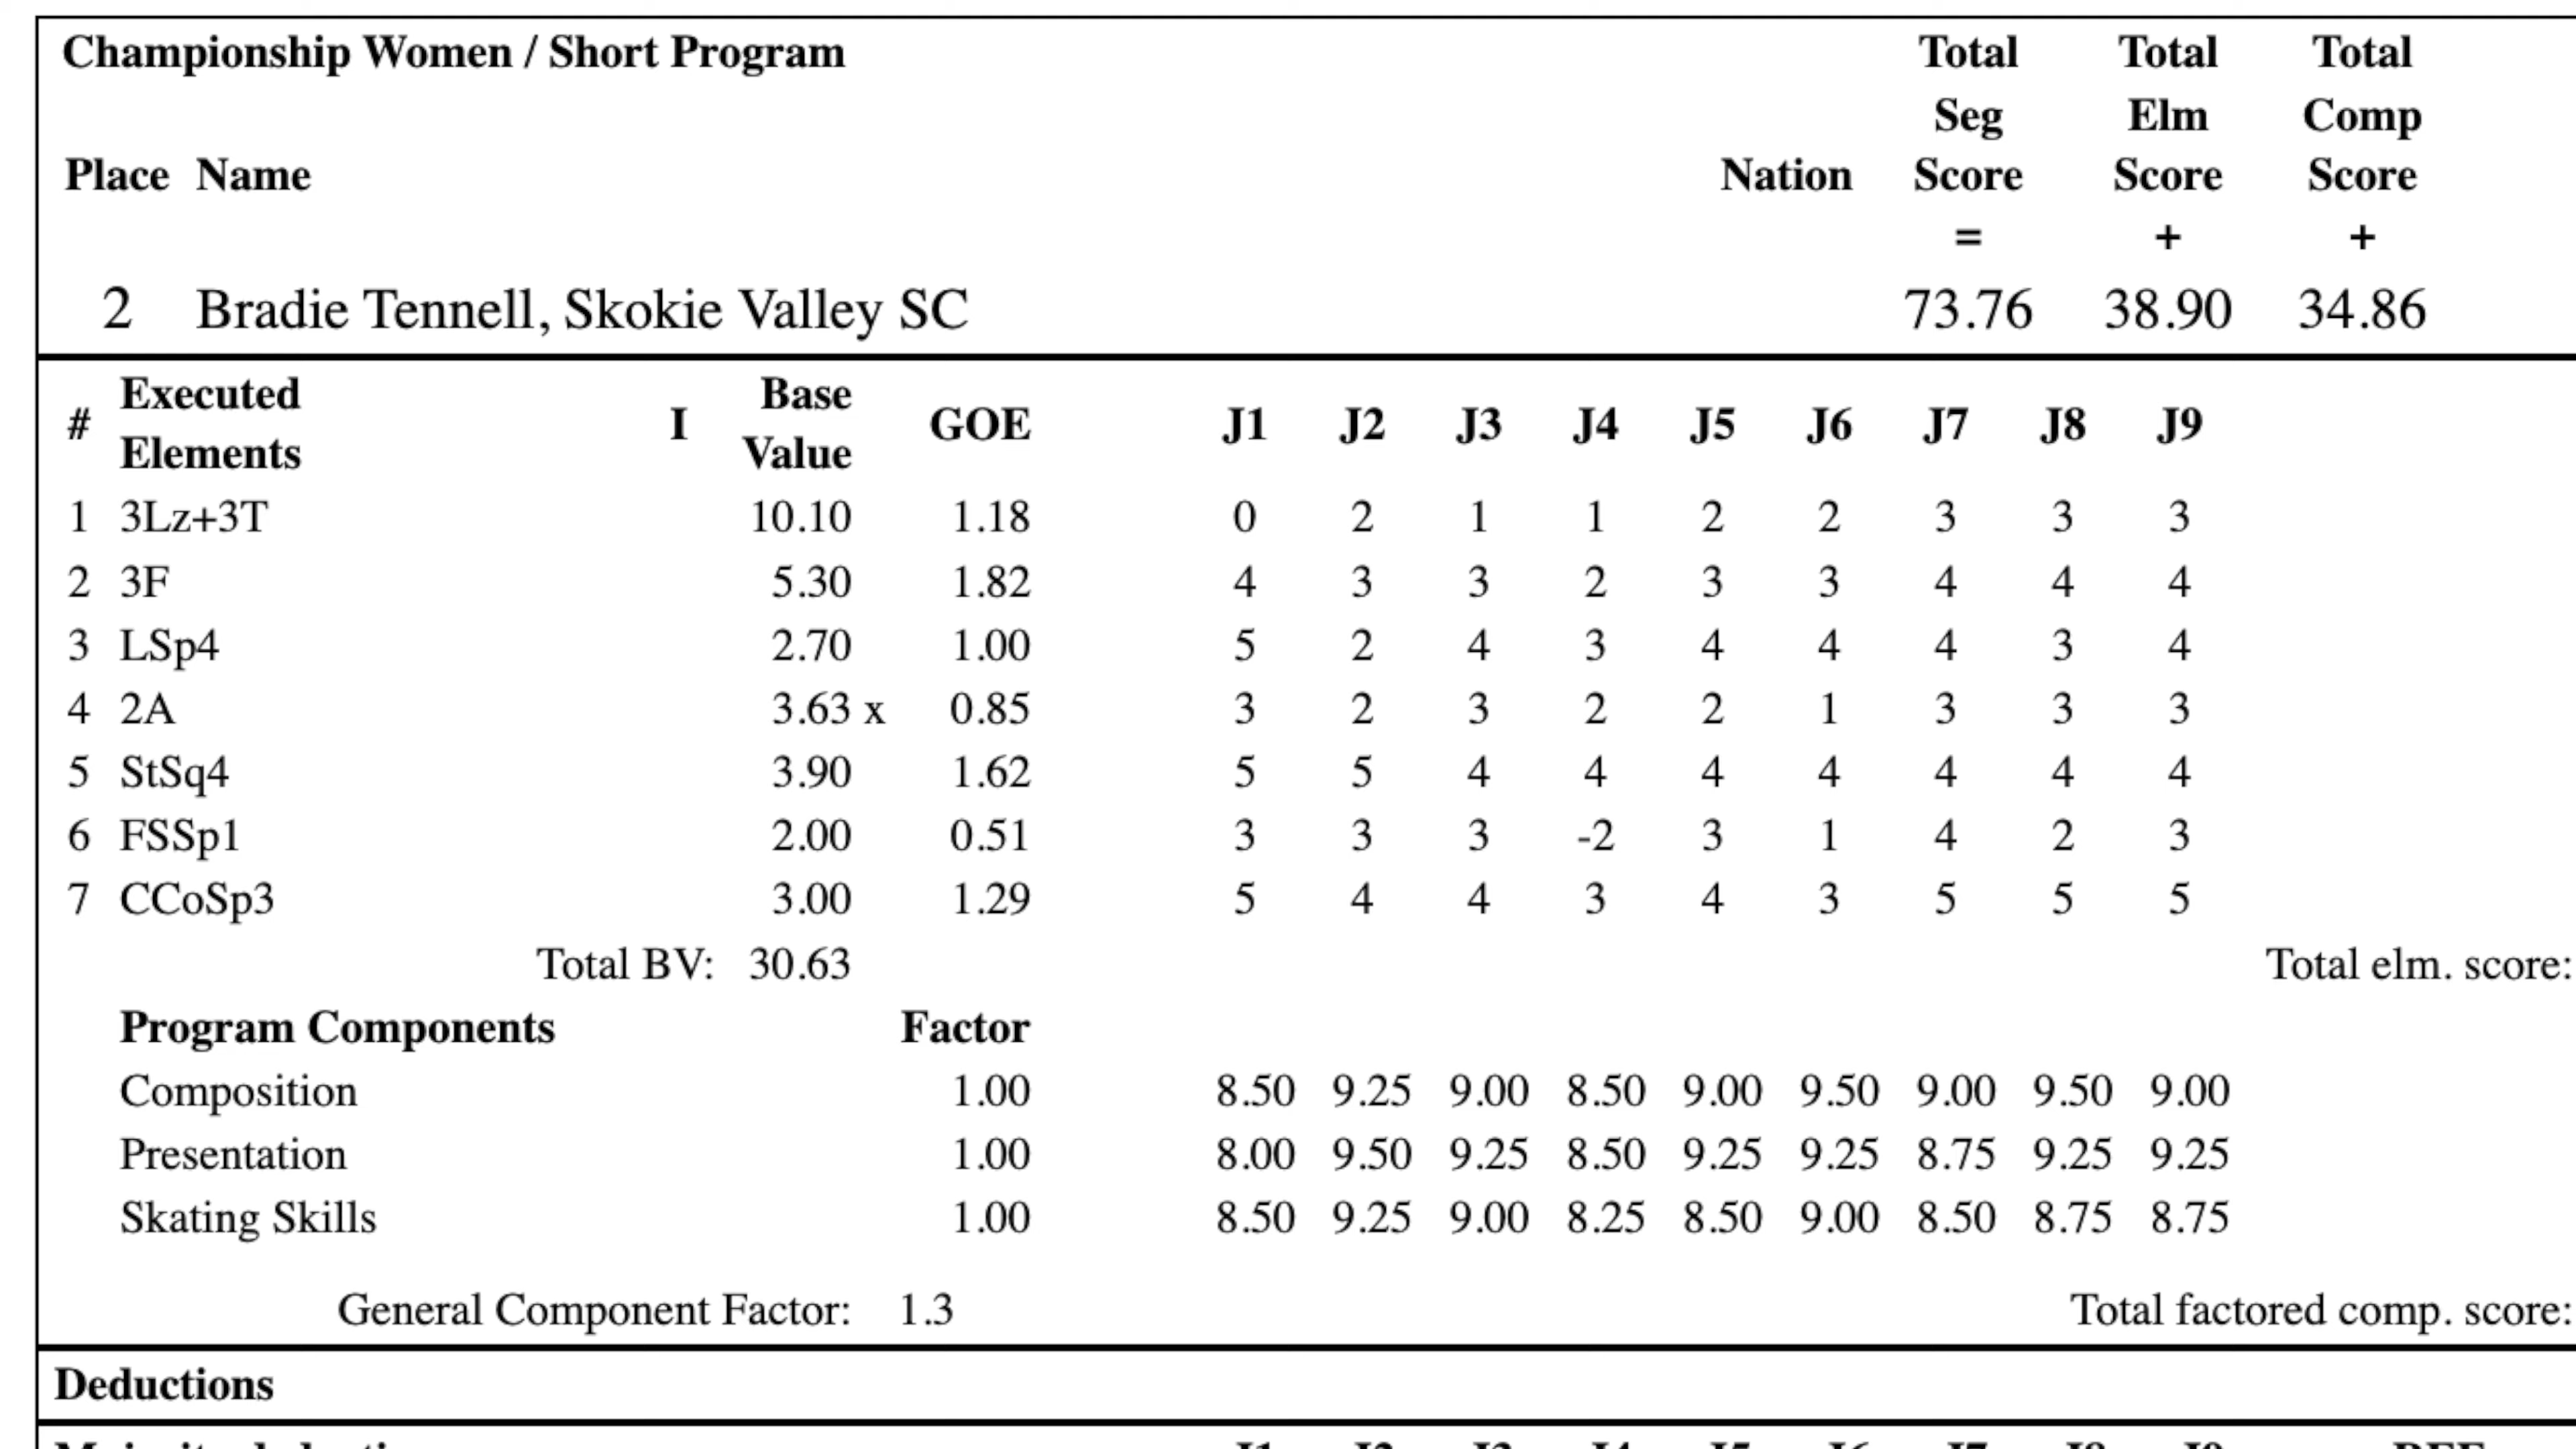 Championship Women / Short Program Total Total Total
Seg Elm Comp
Place Name Nation Score Score Score
= + +
2 Bradie Tennell, Skokie Valley SC 73.76 38.90 34.86
# Executed Elements I Base Value GOE J1 J2 J3 J4 J5 J6 J7 J8 J9
1 3Lz+3T 10.10 1.18 0 2 1 1 2 2 3 3 3
2 3F 5.30 1.82 4 3 3 2 3 3 4 4 4
3 LSp4 2.70 1.00 5 2 4 3 4 4 4 3 4
4 2A 3.63 x 0.85 3 2 3 2 2 1 3 3 3
5 StSq4 3.90 1.62 5 5 4 4 4 4 4 4 4
6 FSSp1 2.00 0.51 3 3 3 -2 3 1 4 2 3
7 CCoSp3 3.00 1.29 5 4 4 3 4 3 5 5 5
Total BV: 30.63 Total elm. score:
Program Components Factor
Composition 1.00 8.50 9.25 9.00 8.50 9.00 9.50 9.00 9.50 9.00
Presentation 1.00 8.00 9.50 9.25 8.50 9.25 9.25 8.75 9.25 9.25
Skating Skills 1.00 8.50 9.25 9.00 8.25 8.50 9.00 8.50 8.75 8.75
General Component Factor: 1.3 Total factored comp. score:
Deductions